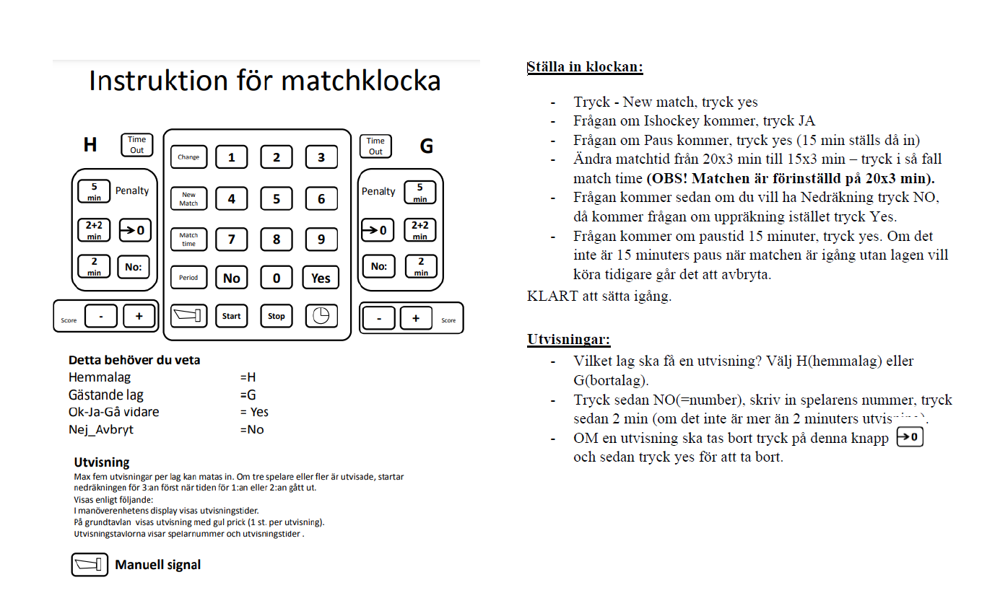 Instruktion för matchklocka
H
Time
Out
Time
Out
G
Change
1
2
3
5
min
Penalty
New
Match
4
5
6
Penalty
5
min
2+2
min
→0
Match
time
7
8
9
→0
2+2
min
2
min
No:
Period
No
0
Yes
No:
2
min
Score
-
+
Start
Stop
-
+
Score
Detta behöver du veta
Hemmalag =H
Gästande lag =G
Ok-Ja-Gå vidare = Yes
Nej_Avbryt =No
Utvisning
Max fem utvisningar per lag kan matas in. Om tre spelare eller fler är utvisade, startar
nedräkningen för 3:an först när tiden för 1:an eller 2:an gått ut.
Visas enligt följande:
I manöverenhetens display visas utvisningstider.
På grundtavlan visas utvisning med gul prick (1 st. per utvisning).
Utvisningstavlorna visar spelarnummer och utvisningstider .
Manuell signal
Ställa in klockan:
- Tryck - New match, tryck yes
- Frågan om Ishockey kommer, tryck JA
- Frågan om Paus kommer, tryck yes (15 min ställs då in)
- Ändra matchtid från 20x3 min till 15x3 min – tryck i så fall
match time (OBS! Matchen är förinställd på 20x3 min).
- Frågan kommer sedan om du vill ha Nedräkning tryck NO,
då kommer frågan om uppräkning istället tryck Yes.
- Frågan kommer om paustid 15 minuter, tryck yes. Om det
inte är 15 minuters paus när matchen är igång utan lagen vill
köra tidigare går det att avbryta.
KLART att sätta igång.
Utvisningar:
- Vilket lag ska få en utvisning? Välj H(hemmalag) eller
G(bortalag).
- Tryck sedan NO(=number), skriv in spelarens nummer, tryck
sedan 2 min (om det inte är mer än 2 minuters utvisning).
- OM en utvisning ska tas bort tryck på denna knapp →0
och sedan tryck yes för att ta bort.